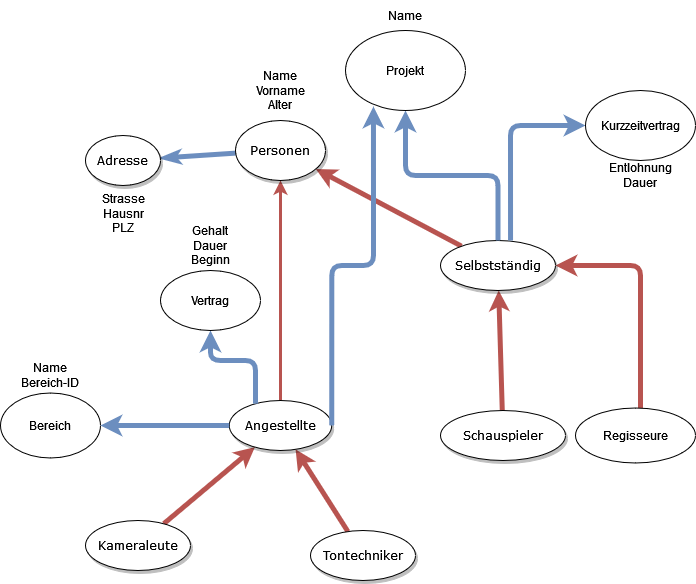 Name
Projekt
Name
Vorname
Alter
Personen
Adresse
Strasse
Hausnr
PLZ
Kurzzeitvertrag
Entlohnung
Dauer
Gehalt
Dauer
Beginn
Vertrag
Selbstständig
Name
Bereich-ID
Bereich
Angestellte
Schauspieler
Regisseure
Kameraleute
Tontechniker